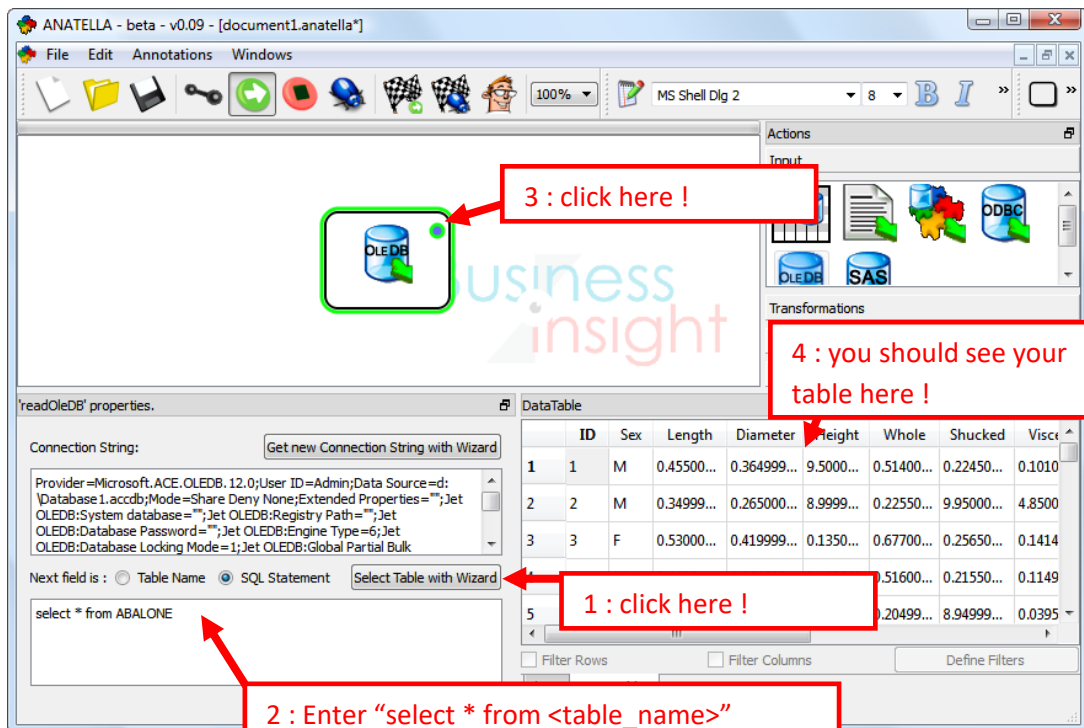 ANATELLA - beta - v0.09 - [document1.anatella*]
File Edit Annotations Windows
100% MS Shell Dlg 2 8 B I » »
Actions
Input
3 : click here !
ODBC
OLE DB
OLE DB SAS
Business
insight
Transformations
4 : you should see your
table here !
'readOleDB' properties.
Connection String:
Get new Connection String with Wizard
Provider=Microsoft.ACE.OLEDB.12.0;User ID=Admin;Data Source=d:
\Database1.accdb;Mode=Share Deny None;Extended Properties="";Jet
OLEDB:System database="";Jet OLEDB:Registry Path="";Jet
OLEDB:Database Password="";Jet OLEDB:Engine Type=6;Jet
OLEDB:Database Locking Mode=1;Jet OLEDB:Global Partial Bulk
Next field is : Table Name SQL Statement Select Table with Wizard
select * from ABALONE
DataTable
ID Sex Length Diameter Height Whole Shucked Visce
1 1 M 0.45500... 0.364999... 9.5000... 0.51400... 0.22450... 0.1010
2 2 M 0.34999... 0.265000... 8.9999... 0.22550... 9.95000... 4.8500
3 3 F 0.53000... 0.419999... 0.1350... 0.67700... 0.25650... 0.1414
0.51600... 0.21550... 0.1149
5 0.20499... 8.94999... 0.0395
1 : click here !
Filter Rows Filter Columns Define Filters
2 : Enter “select * from <table_name>”